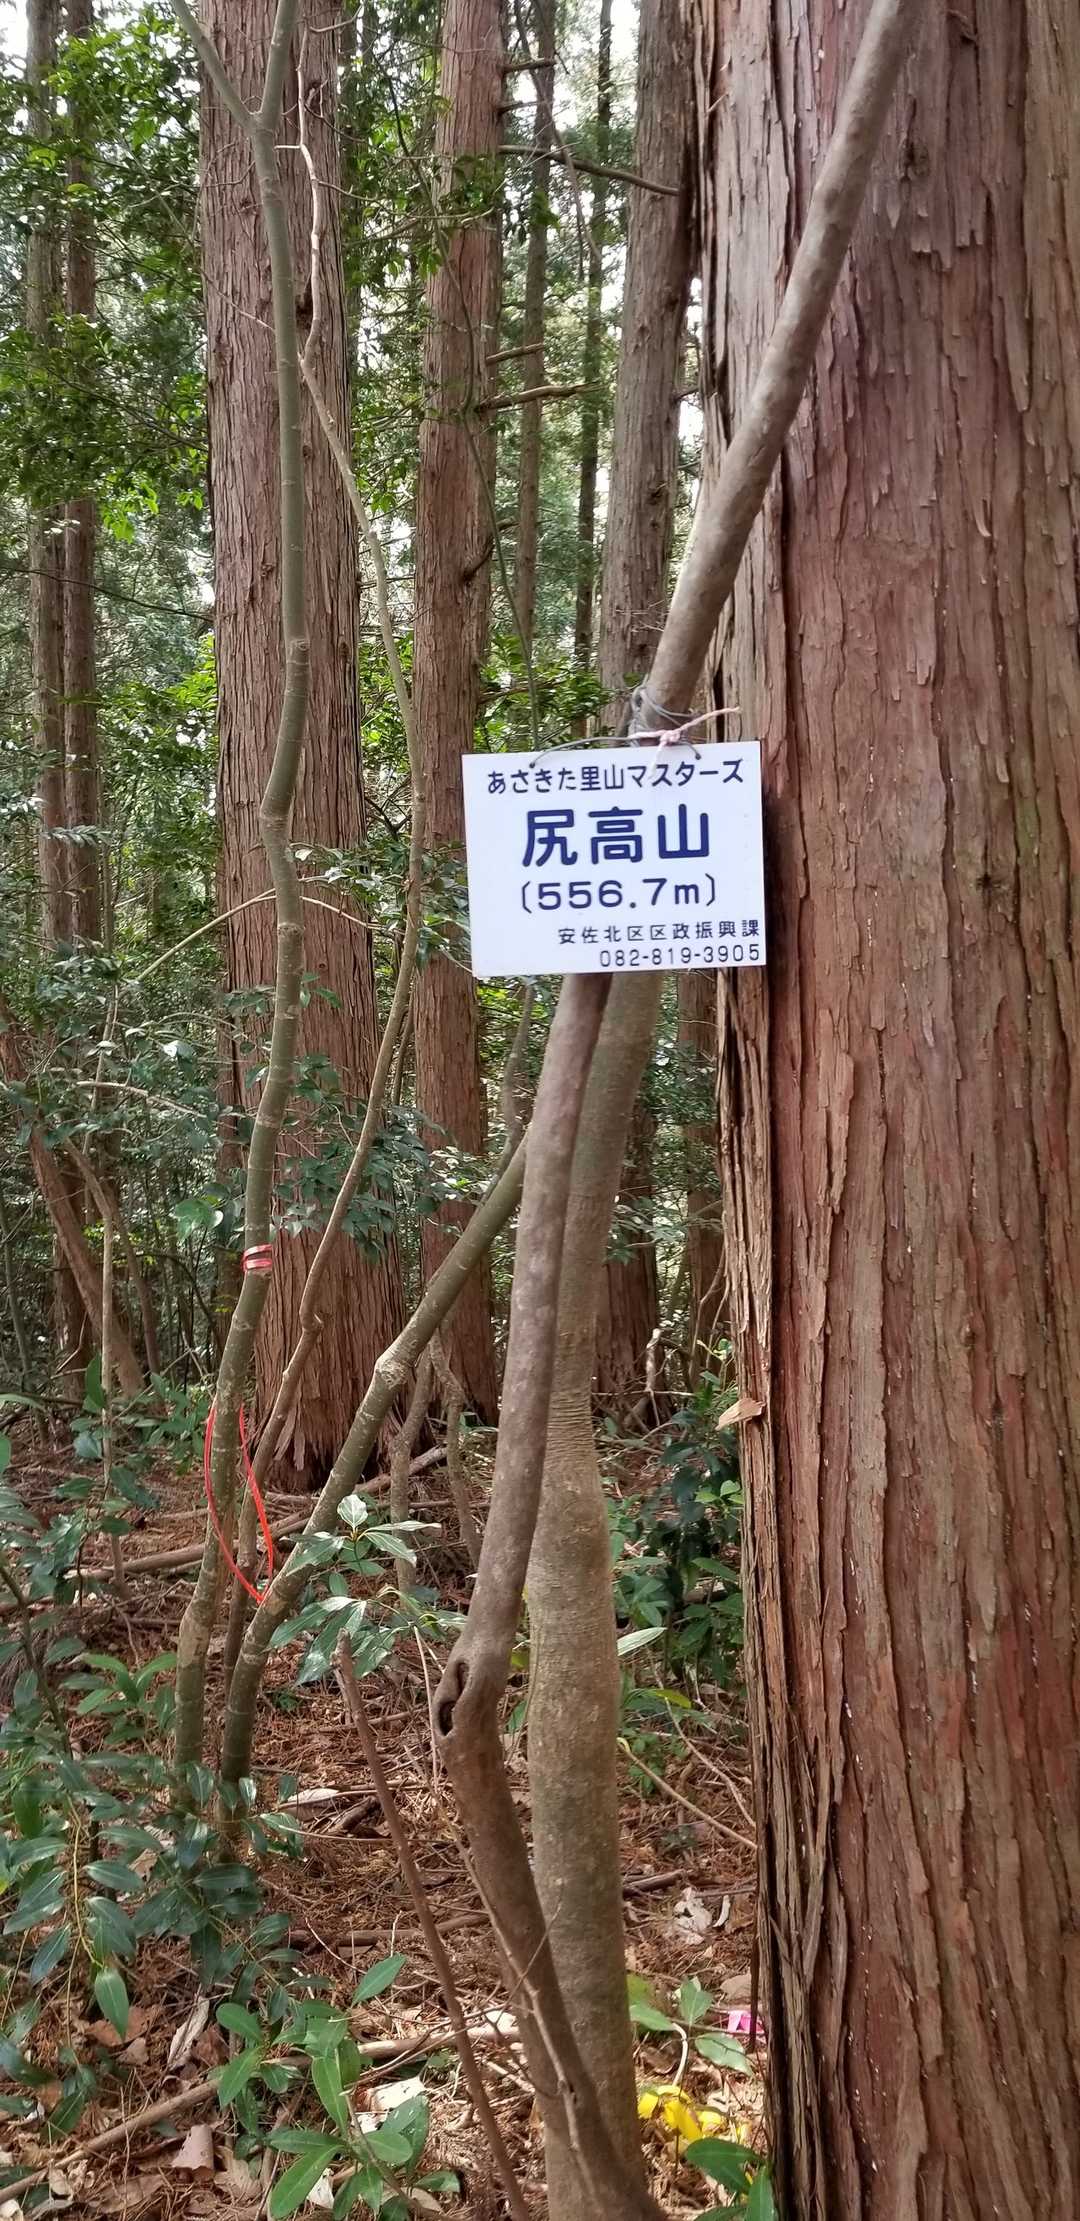 あさきた里山マスターズ
尻高山
(556.7m)
安佐北区区政振興課
082-819-3905